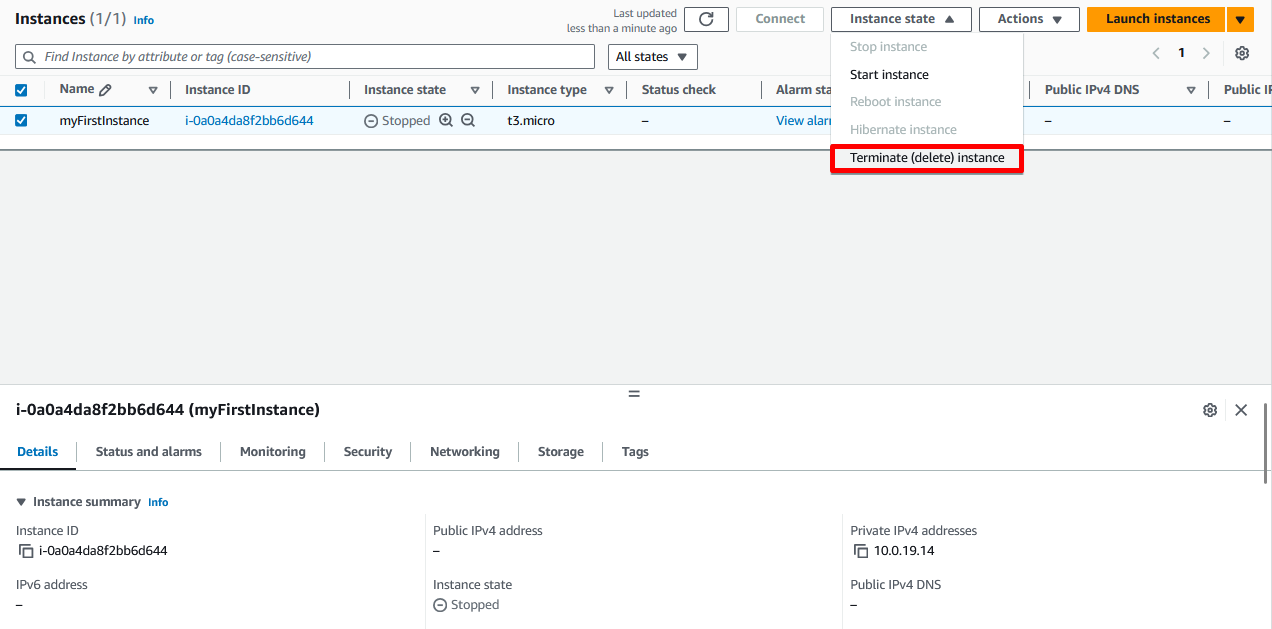 Instances (1/1) Info
Last updated
less than a minute ago
Connect
Instance state
Actions
Launch instances
Find Instance by attribute or tag (case-sensitive)
All states
1
Stop instance
Start instance
Reboot instance
Hibernate instance
Terminate (delete) instance
Name Instance ID Instance state Instance type Status check Alarm sta Public IPv4 DNS Public IP
myFirstInstance i-0a0a4da8f2bb6d644 Stopped t3.micro – View alar – –
i-0a0a4da8f2bb6d644 (myFirstInstance)
Details Status and alarms Monitoring Security Networking Storage Tags
Instance summary Info
Instance ID Public IPv4 address Private IPv4 addresses
i-0a0a4da8f2bb6d644 – 10.0.19.14
IPv6 address Instance state Public IPv4 DNS
– Stopped –